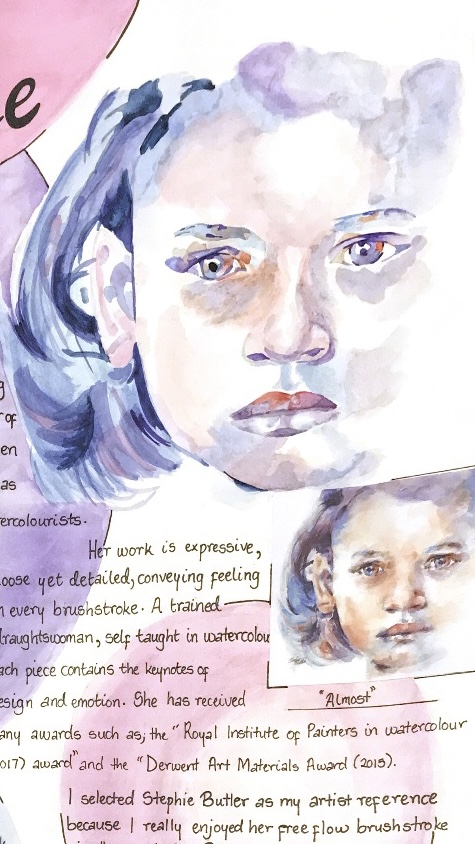 e
g
of
en
as
ercolourists.
Her work is expressive,
oose yet detailed, conveying feeling
n every brushstroke. A trained
draughtswoman, self taught in watercolou
ach piece contains the keynotes of
esign and emotion. She has received
"Almost"
any awards such as; the "Royal Institute of Painters in watercolour
017) award" and the "Derwent Art Materials Award (2015).
I selected Stephie Butler as my artist reference
because I really enjoyed her free flow brushstroke